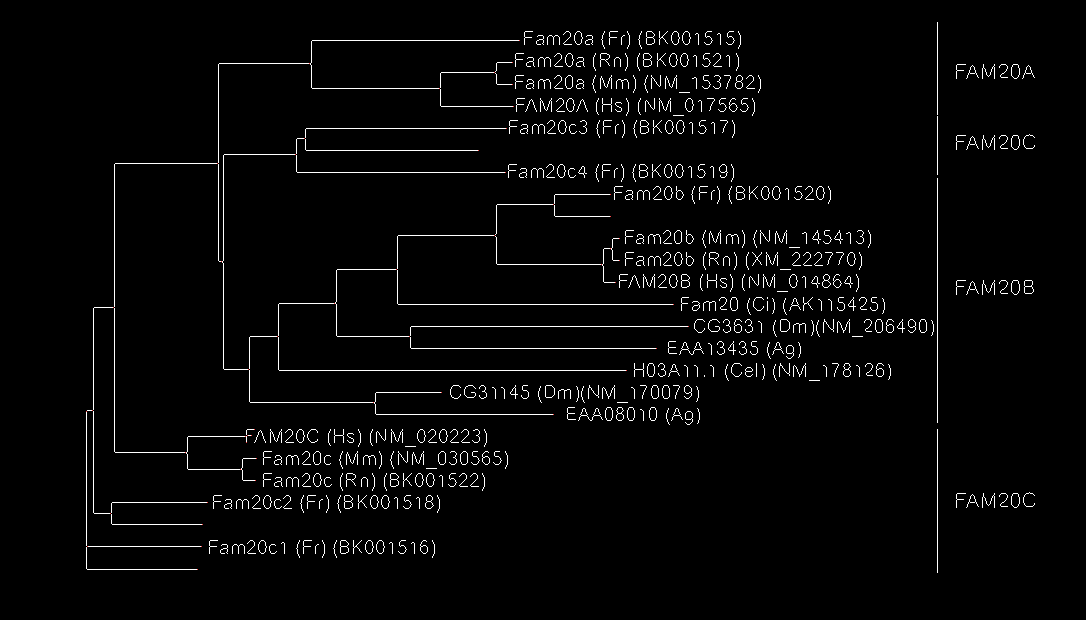 Fam20a (Fr) (BK001515)
Fam20a (Rn) (BK001521)
Fam20a (Mm) (NM_153782)
FAM20A
FAM20A (Hs) (NM_017565)
Fam20c3 (Fr) (BK001517)
FAM20C
Fam20c4 (Fr) (BK001519)
Fam20b (Fr) (BK001520)
Fam20b (Mm) (NM_145413)
Fam20b (Rn) (XM_222770)
FAM20B (Hs) (NM_014864)
FAM20B
Fam20 (Ci) (AK115425)
CG3631 (Dm)(NM_206490)
EAA13435 (Ag)
H03A11.1 (Cel) (NM_178126)
CG31145 (Dm)(NM_170079)
EAA08010 (Ag)
FAM20C (Hs) (NM_020223)
Fam20c (Mm) (NM_030565)
Fam20c (Rn) (BK001522)
Fam20c2 (Fr) (BK001518)
FAM20C
Fam20c1 (Fr) (BK001516)